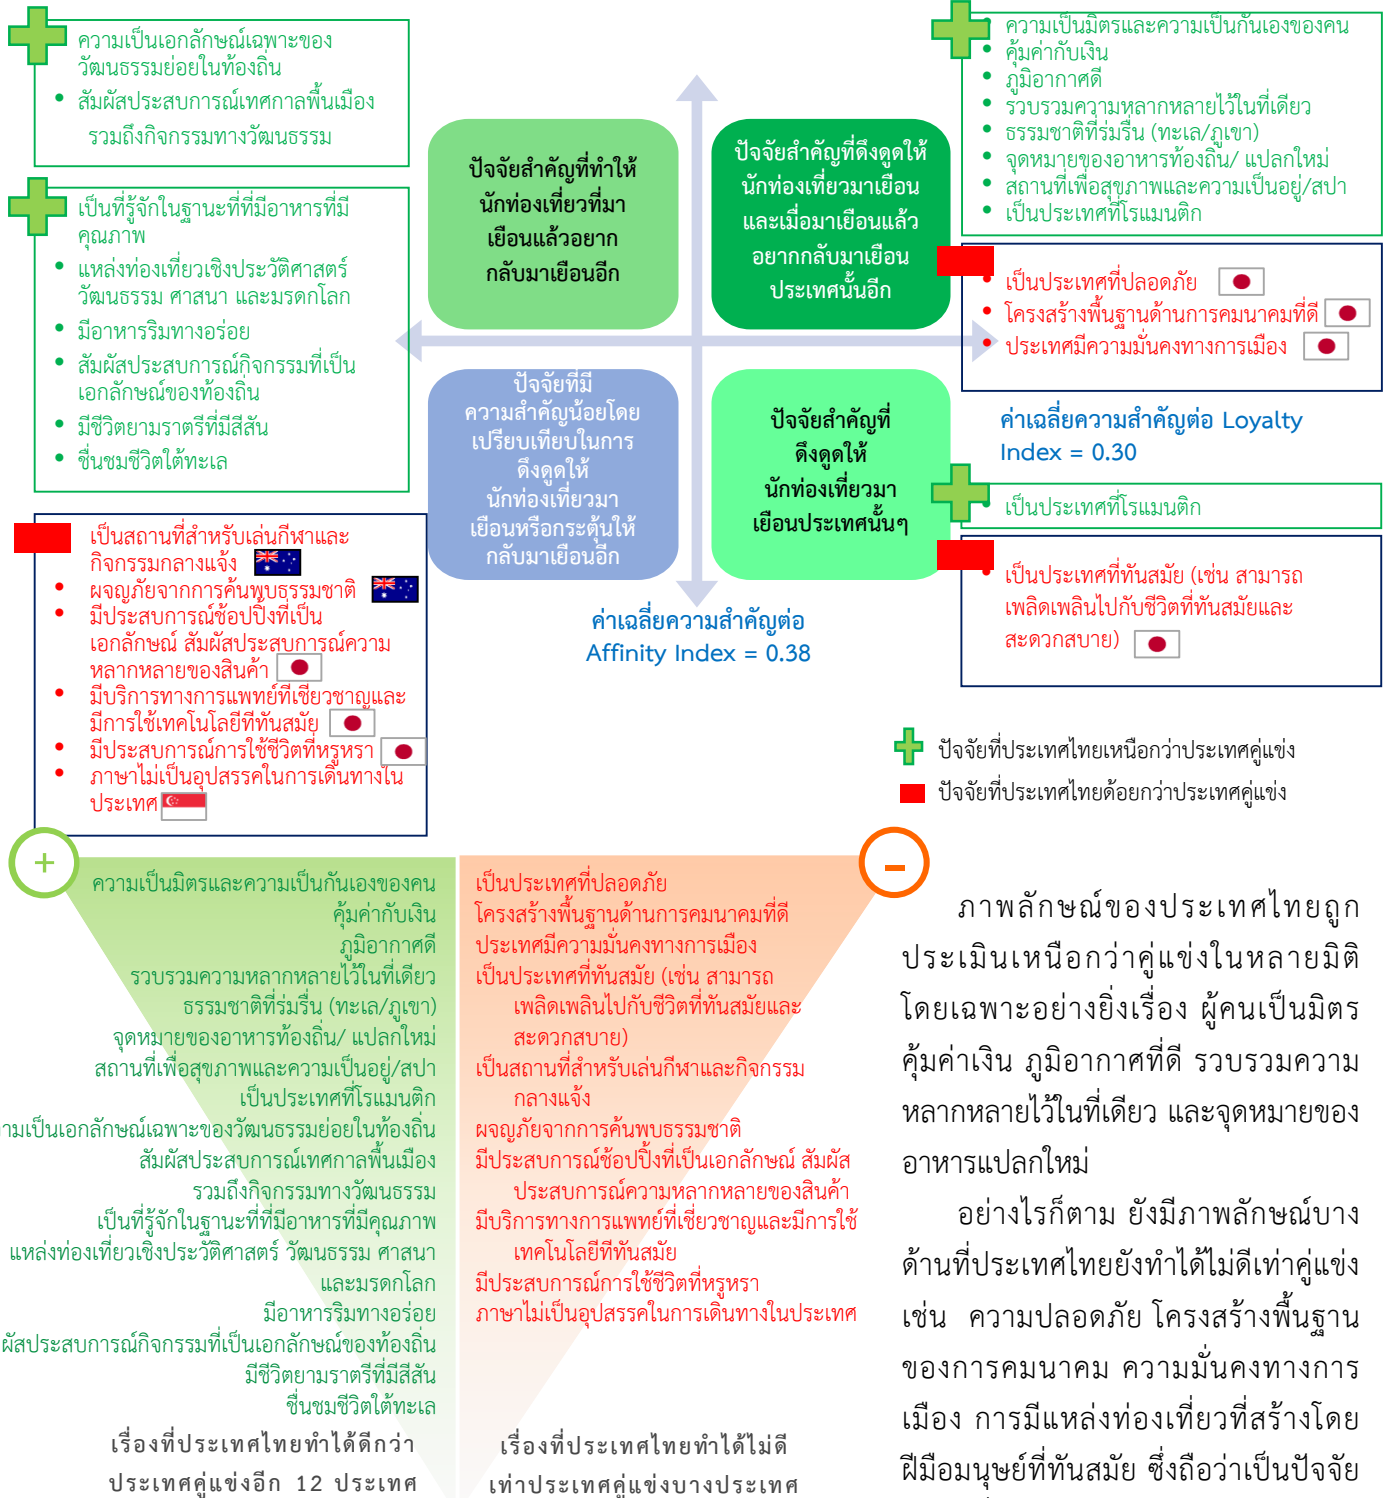 ความเป็นเอกลักษณ์เฉพาะของ
วัฒนธรรมย่อยในท้องถิ่น
• สัมผัสประสบการณ์เทศกาลพื้นเมือง
รวมถึงกิจกรรมทางวัฒนธรรม
เป็นที่รู้จักในฐานะที่ที่มีอาหารที่มี
คุณภาพ
• แหล่งท่องเที่ยวเชิงประวัติศาสตร์
วัฒนธรรม ศาสนา และมรดกโลก
• มีอาหารริมทางอร่อย
• สัมผัสประสบการณ์กิจกรรมที่เป็น
เอกลักษณ์ของท้องถิ่น
• มีชีวิตยามราตรีที่มีสีสัน
• ชื่นชมชีวิตใต้ทะเล
เป็นสถานที่สำหรับเล่นกีฬาและ
กิจกรรมกลางแจ้ง
• ผจญภัยจากการค้นพบธรรมชาติ
• มีประสบการณ์ช้อปปิ้งที่เป็น
เอกลักษณ์ สัมผัสประสบการณ์ความ
หลากหลายของสินค้า
• มีบริการทางการแพทย์ที่เชี่ยวชาญและ
มีการใช้เทคโนโลยีที่ทันสมัย
• มีประสบการณ์การใช้ชีวิตที่หรูหรา
• ภาษาไม่เป็นอุปสรรคในการเดินทางใน
ประเทศ
ปัจจัยสำคัญที่ทำให้
นักท่องเที่ยวที่มา
เยือนแล้วอยาก
กลับมาเยือนอีก
ปัจจัยสำคัญที่ดึงดูดให้
นักท่องเที่ยวมาเยือน
และเมื่อมาเยือนแล้ว
อยากกลับมาเยือน
ประเทศนั้นอีก
ปัจจัยที่มี
ความสำคัญน้อยโดย
เปรียบเทียบในการ
ดึงดูดให้
นักท่องเที่ยวมา
เยือนหรือกระตุ้นให้
กลับมาเยือนอีก
ปัจจัยสำคัญที่
ดึงดูดให้
นักท่องเที่ยวมา
เยือนประเทศนั้นๆ
ค่าเฉลี่ยความสำคัญต่อ
Affinity Index = 0.38
• ความเป็นมิตรและความเป็นกันเองของคน
• คุ้มค่ากับเงิน
• ภูมิอากาศดี
• รวบรวมความหลากหลายไว้ในที่เดียว
• ธรรมชาติที่ร่มรื่น (ทะเล/ภูเขา)
• จุดหมายของอาหารท้องถิ่น/ แปลกใหม่
• สถานที่เพื่อสุขภาพและความเป็นอยู่/สปา
• เป็นประเทศที่โรแมนติก
• เป็นประเทศที่ปลอดภัย
• โครงสร้างพื้นฐานด้านการคมนาคมที่ดี
• ประเทศมีความมั่นคงทางการเมือง
ค่าเฉลี่ยความสำคัญต่อ Loyalty
Index = 0.30
• เป็นประเทศที่โรแมนติก
• เป็นประเทศที่ทันสมัย (เช่น สามารถ
เพลิดเพลินไปกับชีวิตที่ทันสมัยและ
สะดวกสบาย)
ปัจจัยที่ประเทศไทยเหนือกว่าประเทศคู่แข่ง
ปัจจัยที่ประเทศไทยด้อยกว่าประเทศคู่แข่ง
+
ความเป็นมิตรและความเป็นกันเองของคน
คุ้มค่ากับเงิน
ภูมิอากาศดี
รวบรวมความหลากหลายไว้ในที่เดียว
ธรรมชาติที่ร่มรื่น (ทะเล/ภูเขา)
จุดหมายของอาหารท้องถิ่น/ แปลกใหม่
สถานที่เพื่อสุขภาพและความเป็นอยู่/สปา
เป็นประเทศที่โรแมนติก
ามเป็นเอกลักษณ์เฉพาะของวัฒนธรรมย่อยในท้องถิ่น
สัมผัสประสบการณ์เทศกาลพื้นเมือง
รวมถึงกิจกรรมทางวัฒนธรรม
เป็นที่รู้จักในฐานะที่ที่มีอาหารที่มีคุณภาพ
แหล่งท่องเที่ยวเชิงประวัติศาสตร์ วัฒนธรรม ศาสนา
และมรดกโลก
มีอาหารริมทางอร่อย
ผัสประสบการณ์กิจกรรมที่เป็นเอกลักษณ์ของท้องถิ่น
มีชีวิตยามราตรีที่มีสีสัน
ชื่นชมชีวิตใต้ทะเล
เรื่องที่ประเทศไทยทำได้ดีกว่า
ประเทศคู่แข่งอีก 12 ประเทศ
-
เป็นประเทศที่ปลอดภัย
โครงสร้างพื้นฐานด้านการคมนาคมที่ดี
ประเทศมีความมั่นคงทางการเมือง
เป็นประเทศที่ทันสมัย (เช่น สามารถ
เพลิดเพลินไปกับชีวิตที่ทันสมัยและ
สะดวกสบาย)
เป็นสถานที่สำหรับเล่นกีฬาและกิจกรรม
กลางแจ้ง
ผจญภัยจากการค้นพบธรรมชาติ
มีประสบการณ์ช้อปปิ้งที่เป็นเอกลักษณ์ สัมผัส
ประสบการณ์ความหลากหลายของสินค้า
มีบริการทางการแพทย์ที่เชี่ยวชาญและมีการใช้
เทคโนโลยีที่ทันสมัย
มีประสบการณ์การใช้ชีวิตที่หรูหรา
ภาษาไม่เป็นอุปสรรคในการเดินทางในประเทศ
เรื่องที่ประเทศไทยทำได้ไม่ดี
เท่าประเทศคู่แข่งบางประเทศ
ภาพลักษณ์ของประเทศไทยถูก
ประเมินเหนือกว่าคู่แข่งในหลายมิติ
โดยเฉพาะอย่างยิ่งเรื่อง ผู้คนเป็นมิตร
คุ้มค่าเงิน ภูมิอากาศที่ดี รวบรวมความ
หลากหลายไว้ในที่เดียว และจุดหมายของ
อาหารแปลกใหม่
อย่างไรก็ตาม ยังมีภาพลักษณ์บาง
ด้านที่ประเทศไทยยังทำได้ไม่ดีเท่าคู่แข่ง
เช่น ความปลอดภัย โครงสร้างพื้นฐาน
ของการคมนาคม ความมั่นคงทางการ
เมือง การมีแหล่งท่องเที่ยวที่สร้างโดย
ฝีมือมนุษย์ที่ทันสมัย ซึ่งถือว่าเป็นปัจจัย